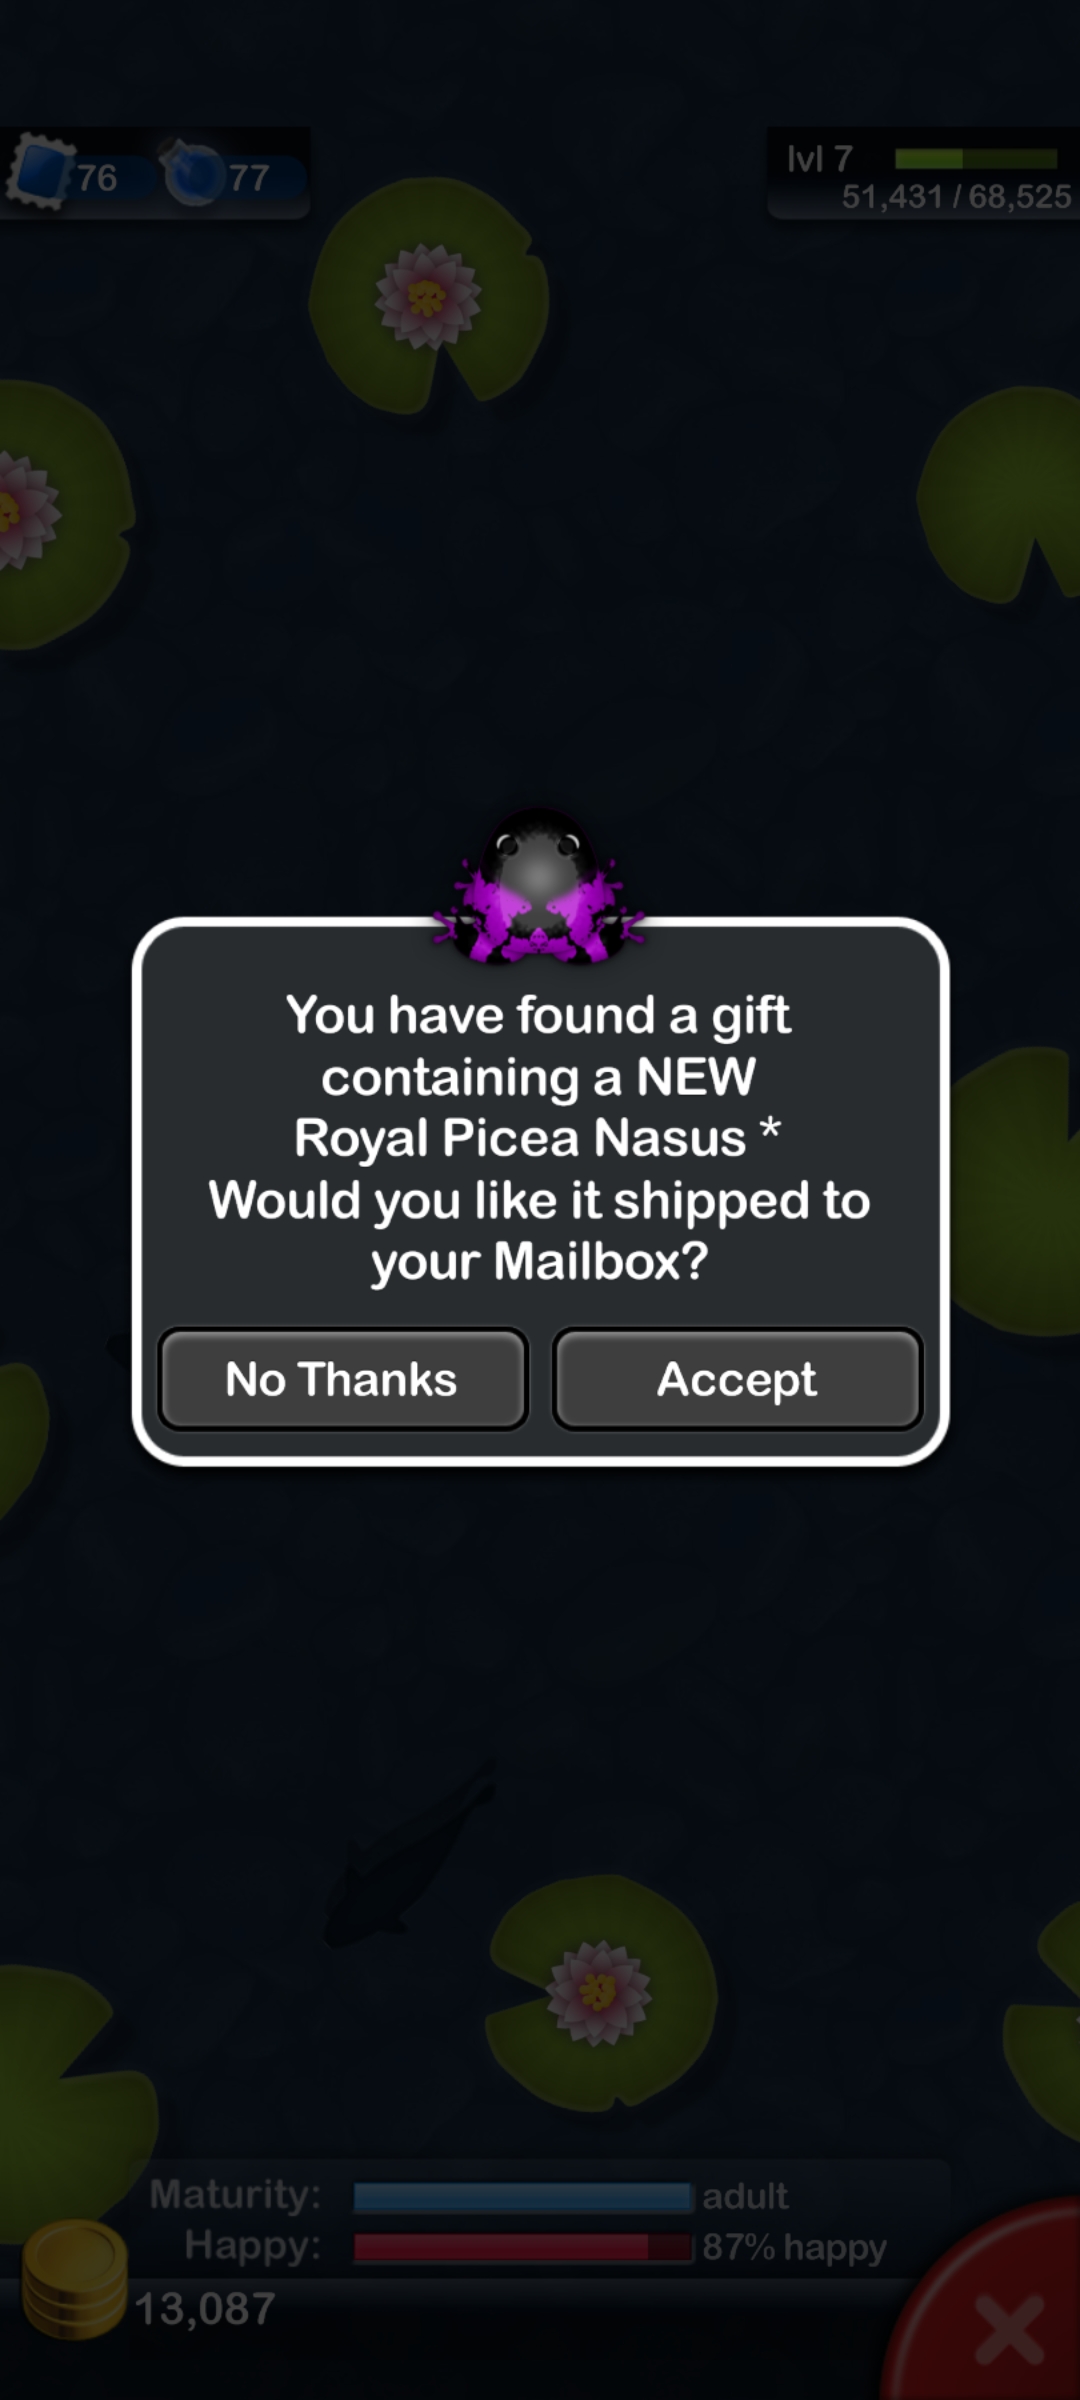 76 77
lvl 7
51,431 / 68,525
You have found a gift
containing a NEW
Royal Picea Nasus *
Would you like it shipped to
your Mailbox?
No Thanks Accept
Maturity: adult
Happy: 87% happy
13,087